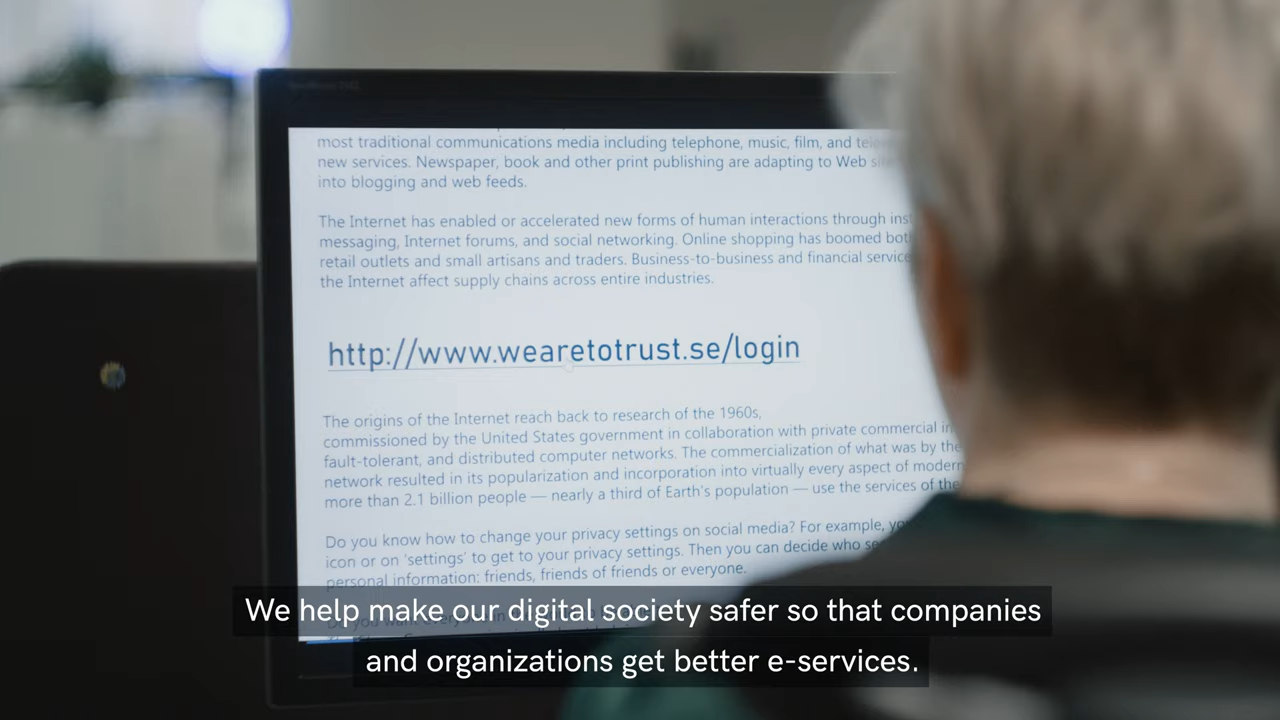 most traditional communications media including telephone, music, film, and
new services. Newspaper, book and other print publishing are adapting to Web
into blogging and web feeds.
The Internet has enabled or accelerated new forms of human interactions through
messaging, Internet forums, and social networking. Online shopping has boomed
retail outlets and small artisans and traders. Business-to-business and financial
the Internet affect supply chains across entire industries.
http://www.wearetotrust.se/login
The origins of the Internet reach back to research of the 1960s,
commissioned by the United States government in collaboration with private commercial
fault-tolerant, and distributed computer networks. The commercialization of what was by the
network resulted in its popularization and incorporation into virtually every aspect of modern
more than 2.1 billion people — nearly a third of Earth's population — use the services of the
Do you know how to change your privacy settings on social media? For example,
icon or on 'settings' to get to your privacy settings. Then you can decide who
personal information: friends, friends of friends or everyone.
We help make our digital society safer so that companies
and organizations get better e-services.